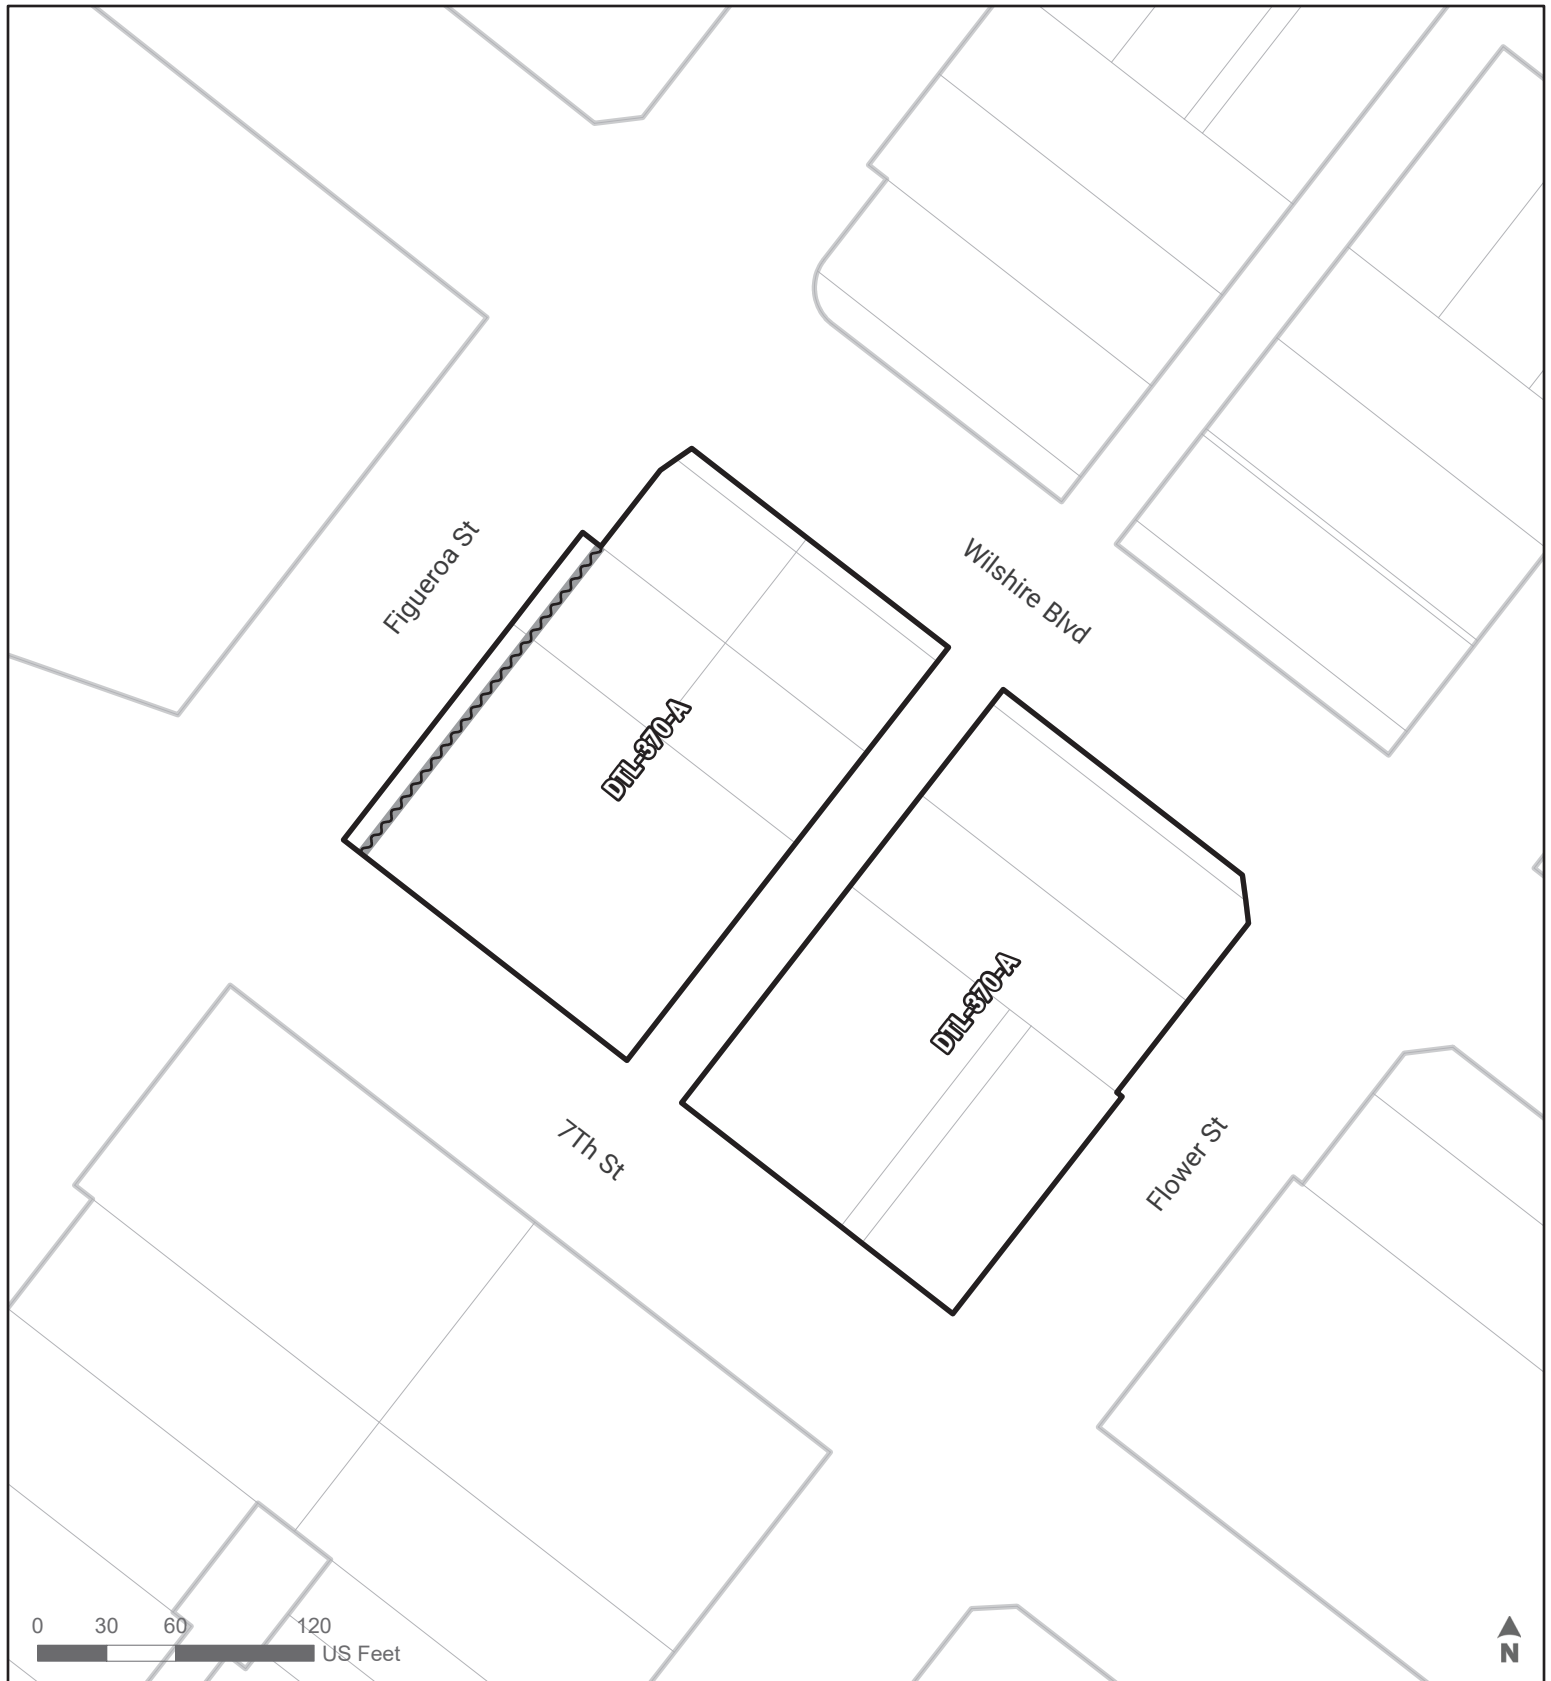 Figueroa St
Wilshire Blvd
DTL-370-A
DTL-370-A
7Th St
Flower St
0 30 60 120
US Feet
N